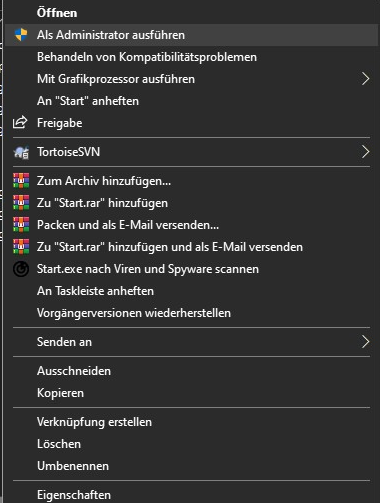 Öffnen
Als Administrator ausführen
Behandeln von Kompatibilitätsproblemen
Mit Grafikprozessor ausführen
An "Start" anheften
Freigabe
TortoiseSVN
Zum Archiv hinzufügen...
Zu "Start.rar" hinzufügen
Packen und als E-Mail versenden...
Zu "Start.rar" hinzufügen und als E-Mail versenden
Start.exe nach Viren und Spyware scannen
An Taskleiste anheften
Vorgängerversionen wiederherstellen
Senden an
Ausschneiden
Kopieren
Verknüpfung erstellen
Löschen
Umbenennen
Eigenschaften